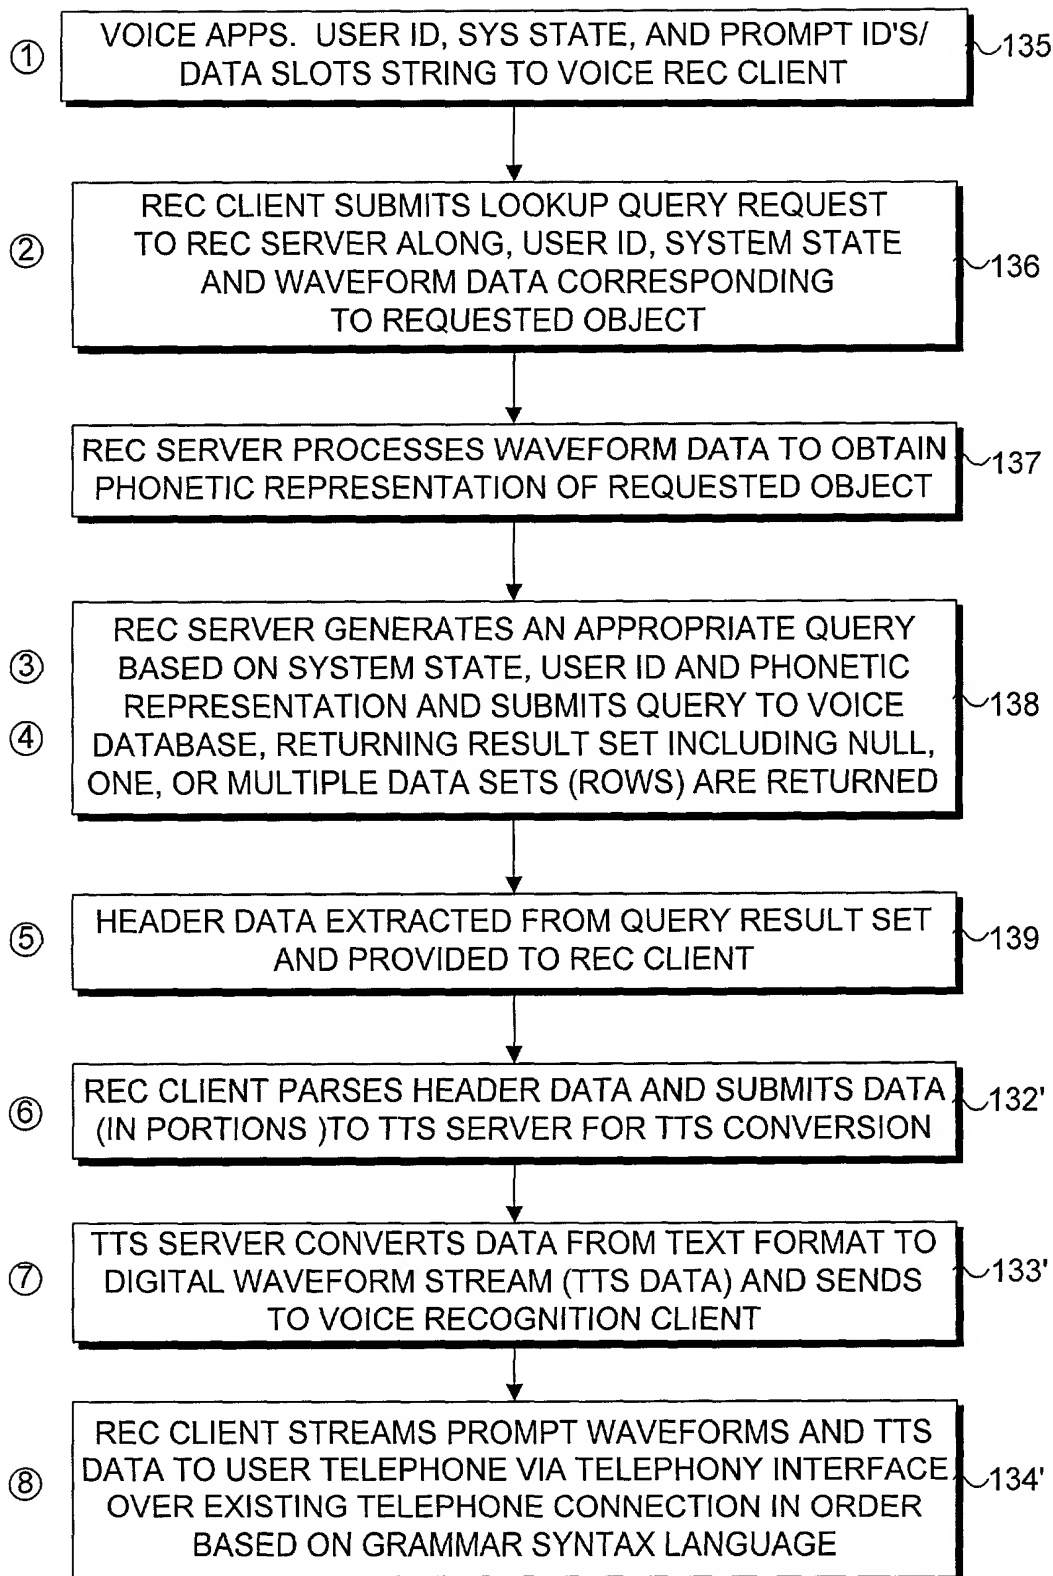 ① VOICE APPS. USER ID, SYS STATE, AND PROMPT ID'S/ 135
DATA SLOTS STRING TO VOICE REC CLIENT
REC CLIENT SUBMITS LOOKUP QUERY REQUEST
② TO REC SERVER ALONG, USER ID, SYSTEM STATE 136
AND WAVEFORM DATA CORRESPONDING
TO REQUESTED OBJECT
REC SERVER PROCESSES WAVEFORM DATA TO OBTAIN 137
PHONETIC REPRESENTATION OF REQUESTED OBJECT
REC SERVER GENERATES AN APPROPRIATE QUERY
③ BASED ON SYSTEM STATE, USER ID AND PHONETIC
REPRESENTATION AND SUBMITS QUERY TO VOICE 138
④ DATABASE, RETURNING RESULT SET INCLUDING NULL,
ONE, OR MULTIPLE DATA SETS (ROWS) ARE RETURNED
⑤ HEADER DATA EXTRACTED FROM QUERY RESULT SET 139
AND PROVIDED TO REC CLIENT
⑥ REC CLIENT PARSES HEADER DATA AND SUBMITS DATA 132'
(IN PORTIONS )TO TTS SERVER FOR TTS CONVERSION
TTS SERVER CONVERTS DATA FROM TEXT FORMAT TO
⑦ DIGITAL WAVEFORM STREAM (TTS DATA) AND SENDS 133'
TO VOICE RECOGNITION CLIENT
REC CLIENT STREAMS PROMPT WAVEFORMS AND TTS
⑧ DATA TO USER TELEPHONE VIA TELEPHONY INTERFACE 134'
OVER EXISTING TELEPHONE CONNECTION IN ORDER
BASED ON GRAMMAR SYNTAX LANGUAGE